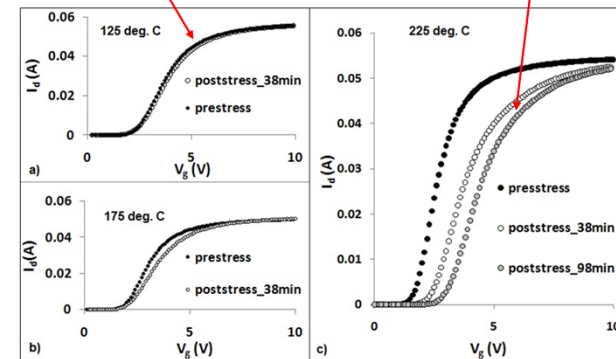 0.06
0.04
0.02
0
I_d (A)
125 deg. C
poststress_38min
prestress
0
5
10
V_g (V)
a)
0.06
0.04
0.02
0
I_d (A)
175 deg. C
prestress
poststress_38min
0
5
10
V_g (V)
b)
0.06
0.05
0.04
0.03
0.02
0.01
0
I_d (A)
225 deg. C
presstress
poststress_38min
poststress_98min
0
5
10
V_g (V)
c)